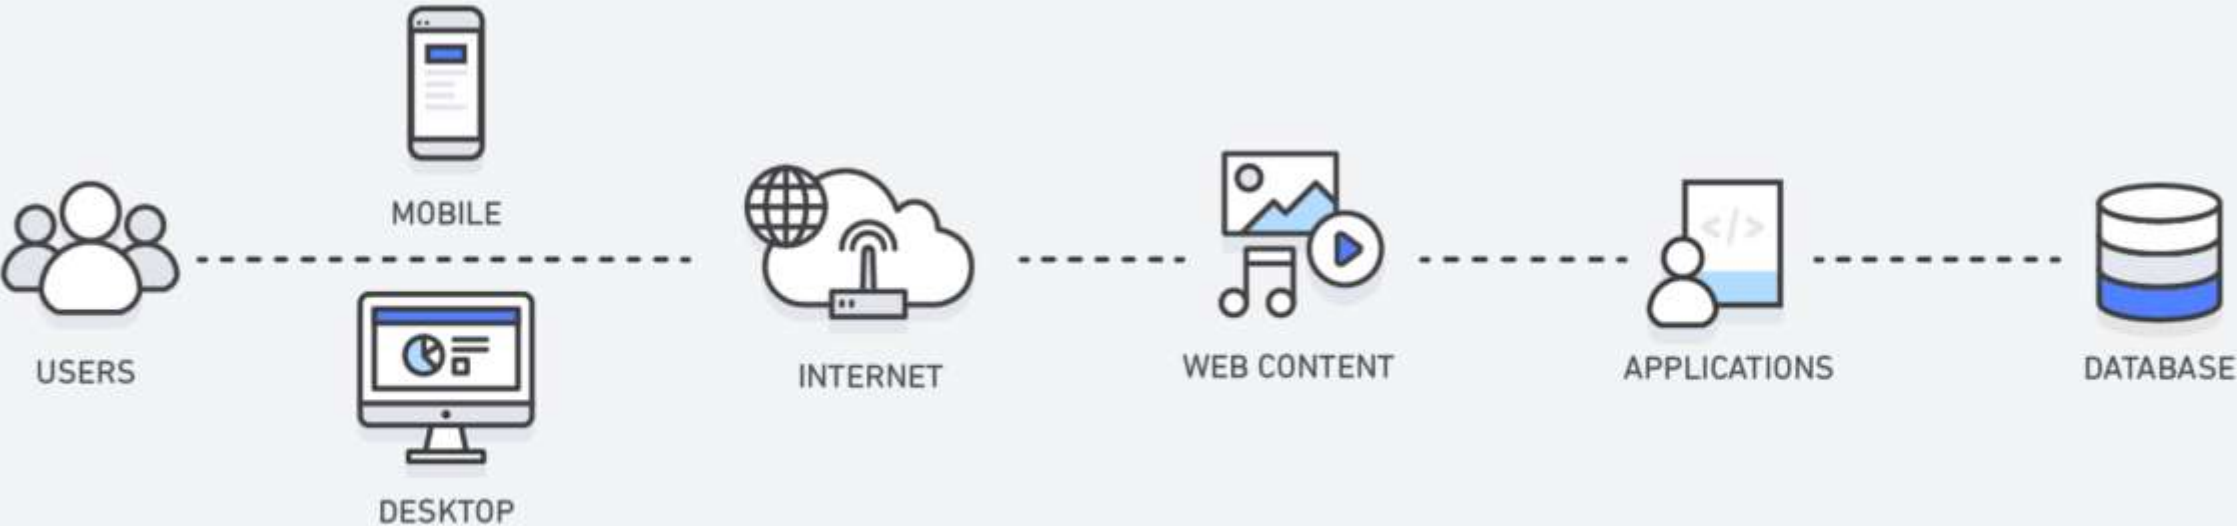 USERS
MOBILE
DESKTOP
INTERNET
WEB CONTENT
</>
APPLICATIONS
DATABASE